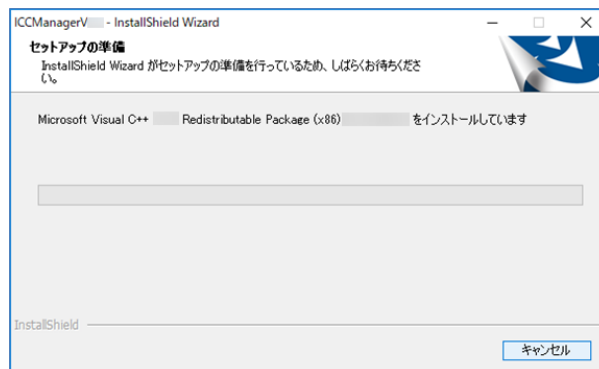 ICCManagerV - InstallShield Wizard
セットアップの準備
InstallShield Wizard がセットアップの準備を行っているため、しばらくお待ちくださ
い。
Microsoft Visual C++ Redistributable Package (x86) をインストールしています
InstallShield
キャンセル